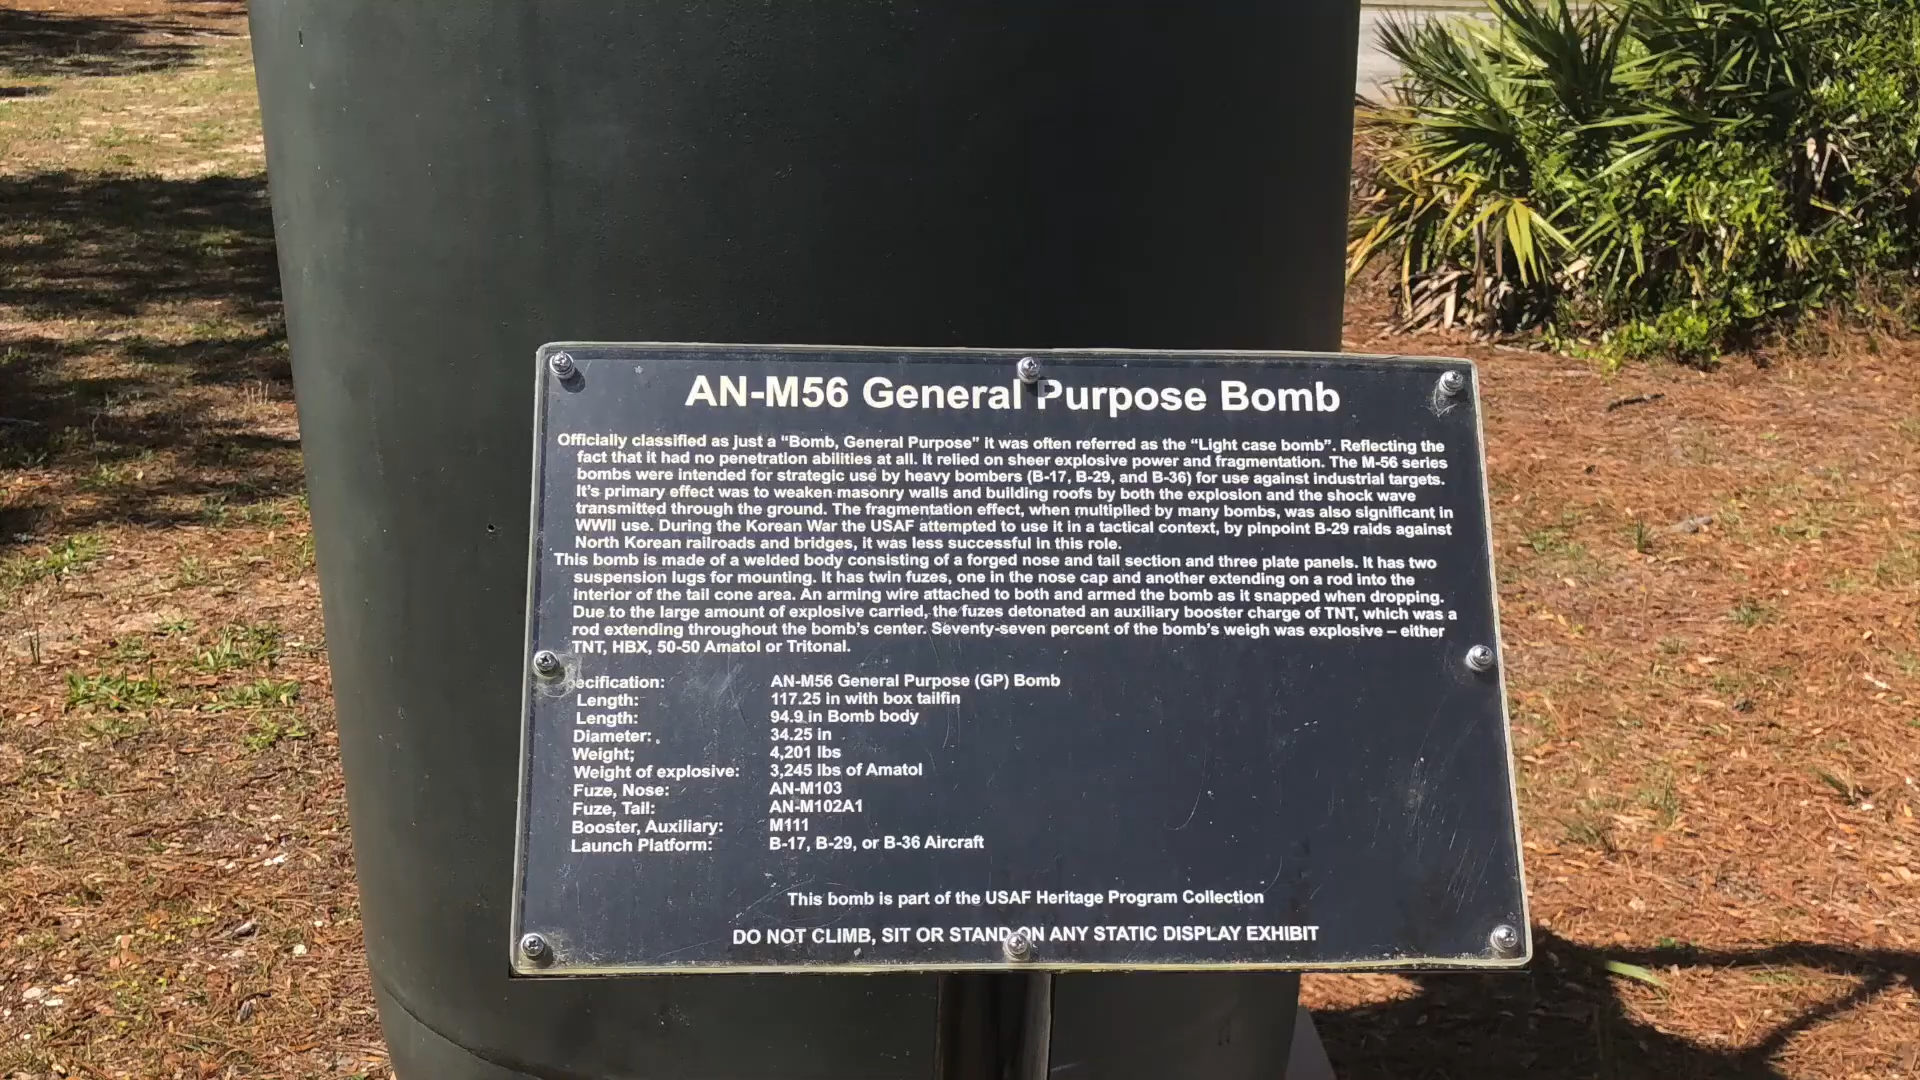 AN-M56 General Purpose Bomb
Officially classified as just a “Bomb, General Purpose” it was often referred as the “Light case bomb”. Reflecting the
fact that it had no penetration abilities at all. It relied on sheer explosive power and fragmentation. The M-56 series
bombs were intended for strategic use by heavy bombers (B-17, B-29, and B-36) for use against industrial targets.
It’s primary effect was to weaken masonry walls and building roofs by both the explosion and the shock wave
transmitted through the ground. The fragmentation effect, when multiplied by many bombs, was also significant in
WWII use. During the Korean War the USAF attempted to use it in a tactical context, by pinpoint B-29 raids against
North Korean railroads and bridges, it was less successful in this role.
This bomb is made of a welded body consisting of a forged nose and tail section and three plate panels. It has two
suspension lugs for mounting. It has twin fuzes, one in the nose cap and another extending on a rod into the
interior of the tail cone area. An arming wire attached to both and armed the bomb as it snapped when dropping.
Due to the large amount of explosive carried, the fuzes detonated an auxiliary booster charge of TNT, which was a
rod extending throughout the bomb’s center. Seventy-seven percent of the bomb’s weigh was explosive – either
TNT, HBX, 50-50 Amatol or Tritonal.
ecification: AN-M56 General Purpose (GP) Bomb
Length: 117.25 in with box tailfin
Length: 94.9 in Bomb body
Diameter: 34.25 in
Weight; 4,201 lbs
Weight of explosive: 3,245 lbs of Amatol
Fuze, Nose: AN-M103
Fuze, Tail: AN-M102A1
Booster, Auxiliary: M111
Launch Platform: B-17, B-29, or B-36 Aircraft
This bomb is part of the USAF Heritage Program Collection
DO NOT CLIMB, SIT OR STAND ON ANY STATIC DISPLAY EXHIBIT